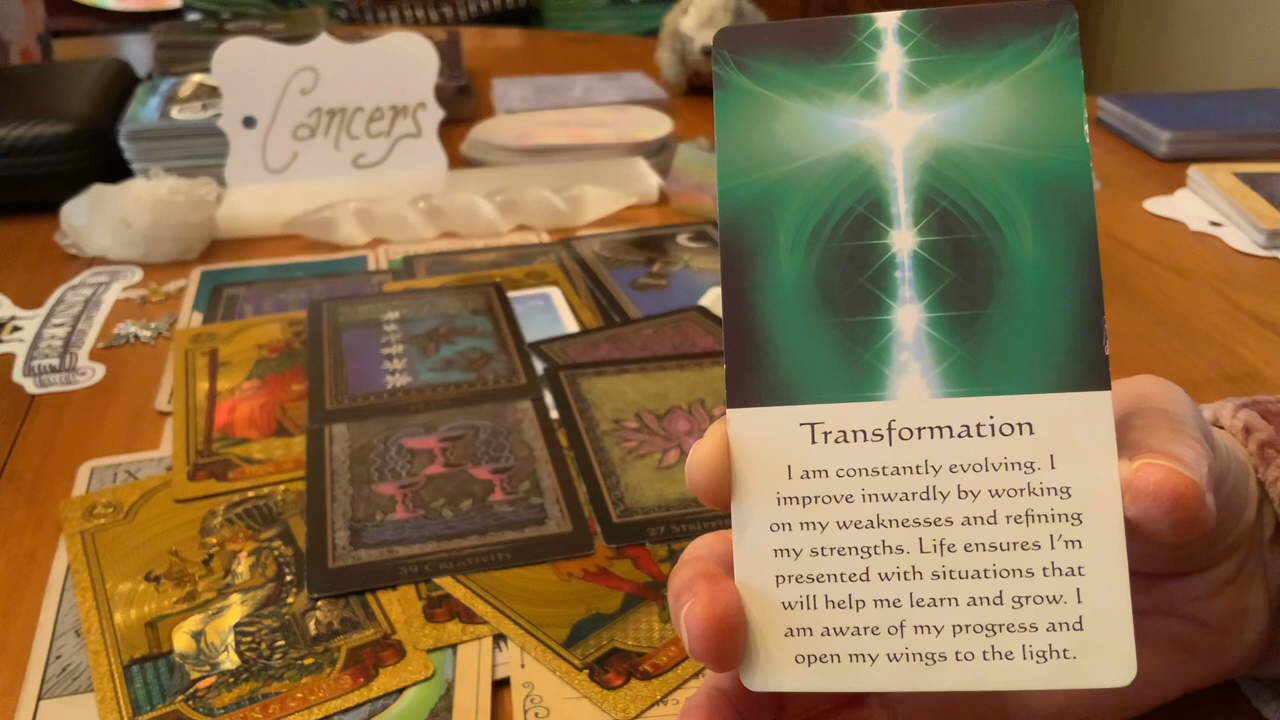 Cancers
Transformation
I am constantly evolving. I
improve inwardly by working
on my weaknesses and refining
my strengths. Life ensures I'm
presented with situations that
will help me learn and grow. I
am aware of my progress and
open my wings to the light.
39 Creativity
IX